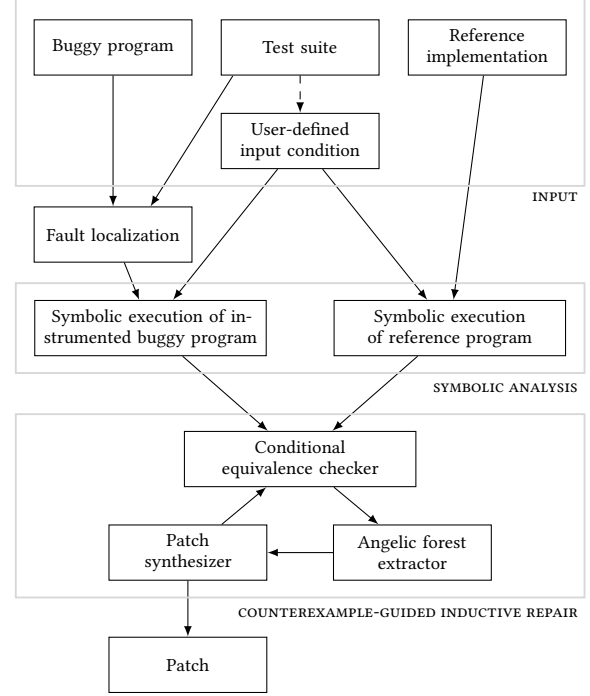 Buggy program
Test suite
Reference
implementation
User-defined
input condition
INPUT
Fault localization
Symbolic execution of in-
strumented buggy program
Symbolic execution
of reference program
SYMBOLIC ANALYSIS
Conditional
equivalence checker
Patch
synthesizer
Angelic forest
extractor
COUNTEREXAMPLE-GUIDED INDUCTIVE REPAIR
Patch